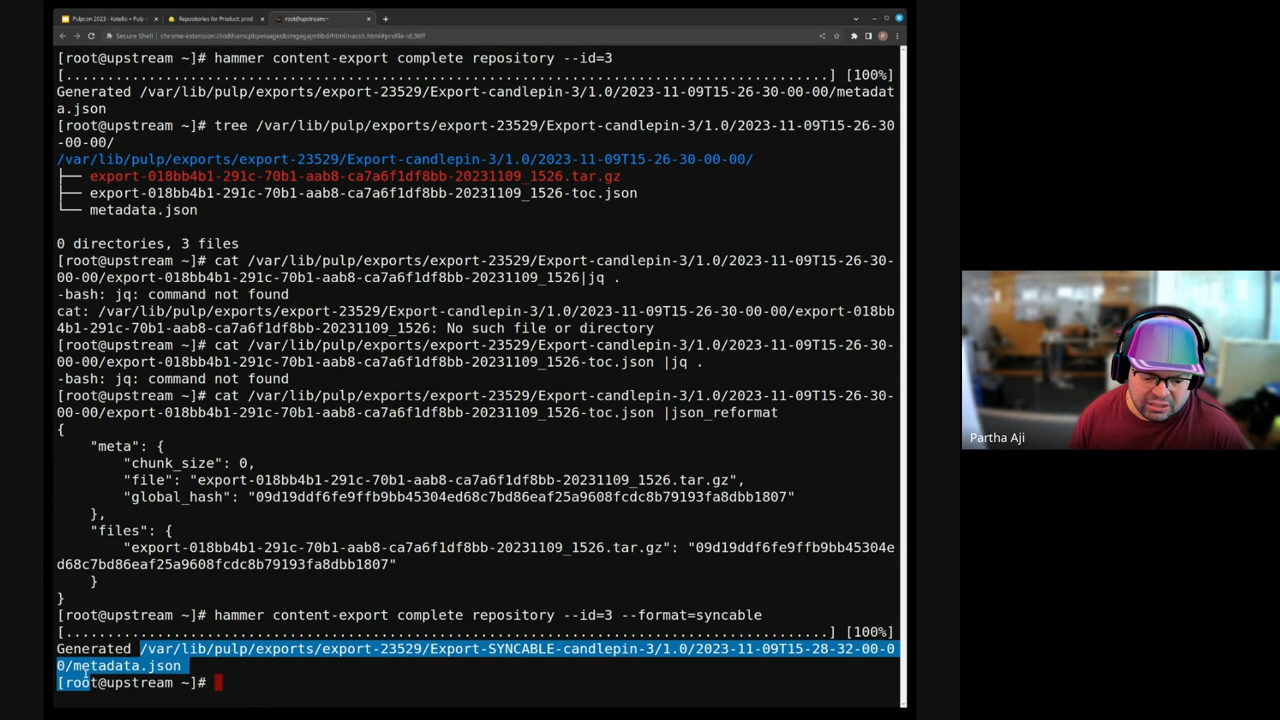 Pulpcon 2023 - Katello + Pulp -
Repositories for Product: prod
root@upstream:~
Secure Shell
[root@upstream ~]# hammer content-export complete repository --id=3
[...............................................................................................] [100%]
Generated /var/lib/pulp/exports/export-23529/Export-candlepin-3/1.0/2023-11-09T15-26-30-00-00/metadat
a.json
[root@upstream ~]# tree /var/lib/pulp/exports/export-23529/Export-candlepin-3/1.0/2023-11-09T15-26-30
-00-00/
/var/lib/pulp/exports/export-23529/Export-candlepin-3/1.0/2023-11-09T15-26-30-00-00/
├── export-018bb4b1-291c-70b1-aab8-ca7a6f1df8bb-20231109_1526.tar.gz
├── export-018bb4b1-291c-70b1-aab8-ca7a6f1df8bb-20231109_1526-toc.json
└── metadata.json
0 directories, 3 files
[root@upstream ~]# cat /var/lib/pulp/exports/export-23529/Export-candlepin-3/1.0/2023-11-09T15-26-30-
00-00/export-018bb4b1-291c-70b1-aab8-ca7a6f1df8bb-20231109_1526|jq .
-bash: jq: command not found
cat: /var/lib/pulp/exports/export-23529/Export-candlepin-3/1.0/2023-11-09T15-26-30-00-00/export-018bb
4b1-291c-70b1-aab8-ca7a6f1df8bb-20231109_1526: No such file or directory
[root@upstream ~]# cat /var/lib/pulp/exports/export-23529/Export-candlepin-3/1.0/2023-11-09T15-26-30-
00-00/export-018bb4b1-291c-70b1-aab8-ca7a6f1df8bb-20231109_1526-toc.json |jq .
-bash: jq: command not found
[root@upstream ~]# cat /var/lib/pulp/exports/export-23529/Export-candlepin-3/1.0/2023-11-09T15-26-30-
00-00/export-018bb4b1-291c-70b1-aab8-ca7a6f1df8bb-20231109_1526-toc.json |json_reformat
{
"meta": {
"chunk_size": 0,
"file": "export-018bb4b1-291c-70b1-aab8-ca7a6f1df8bb-20231109_1526.tar.gz",
"global_hash": "09d19ddf6fe9ffb9bb45304ed68c7bd86eaf25a9608fcdc8b79193fa8dbb1807"
},
"files": {
"export-018bb4b1-291c-70b1-aab8-ca7a6f1df8bb-20231109_1526.tar.gz": "09d19ddf6fe9ffb9bb45304e
d68c7bd86eaf25a9608fcdc8b79193fa8dbb1807"
}
}
[root@upstream ~]# hammer content-export complete repository --id=3 --format=syncable
[...............................................................................................] [100%]
Generated /var/lib/pulp/exports/export-23529/Export-SYNCABLE-candlepin-3/1.0/2023-11-09T15-28-32-00-0
0/metadata.json
[root@upstream ~]#
Partha Aji